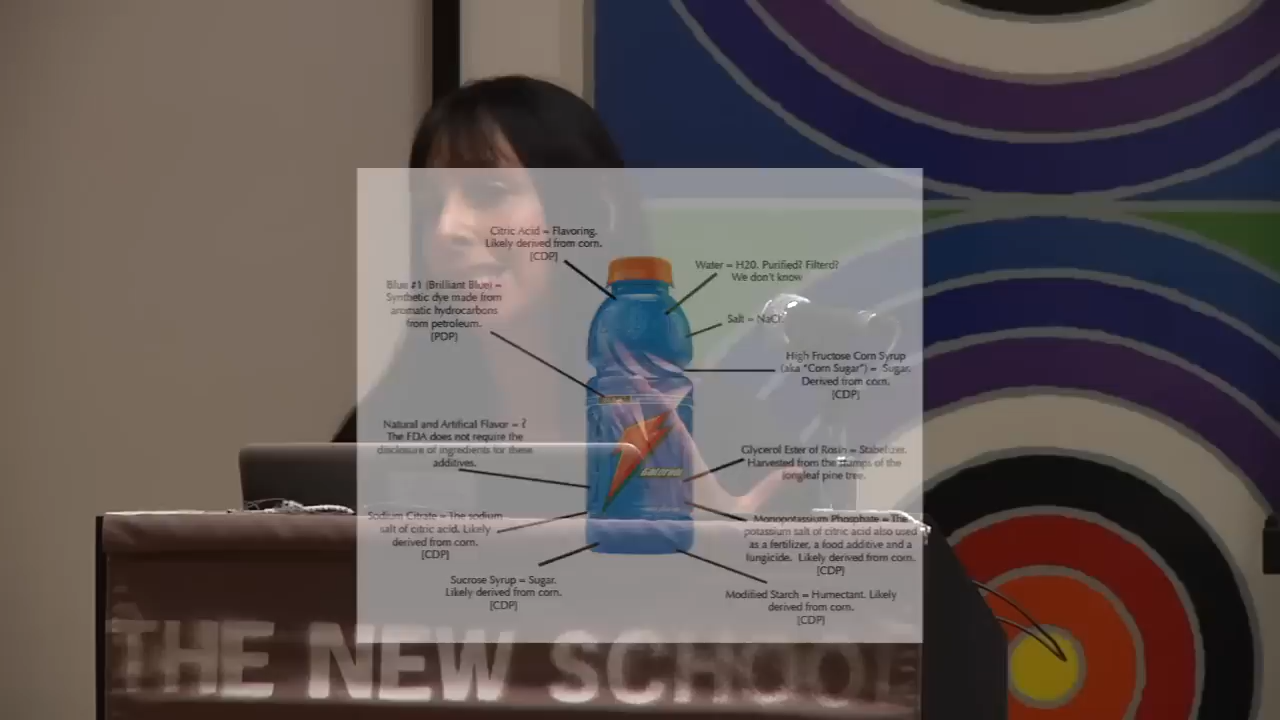 Citric Acid = Flavoring.
Likely derived from corn.
[CDP]
Water = H20. Purified? Filterd?
We don't know
Blue #1 (Brilliant Blue) =
Synthetic dye made from
aromatic hydrocarbons
from petroleum.
(PDP)
Salt = NaCl.
High Fructose Corn Syrup
(aka "Corn Sugar") = Sugar.
Derived from corn.
[CDP]
Natural and Artifical Flavor = ?
The FDA does not require the
disclosure of ingredients for these
additives.
Glycerol Ester of Rosin = Stabelizer.
Harvested from the stumps of the
longleaf pine tree.
Gatorade
Sodium Citrate = The sodium
salt of citric acid. Likely
derived from corn.
[CDP]
Monopotassium Phosphate = The
potassium salt of citric acid also used
as a fertilizer, a food additive and a
fungicide. Likely derived from corn.
[CDP]
Sucrose Syrup = Sugar.
Likely derived from corn.
[CDP]
Modified Starch = Humectant. Likely
derived from corn.
[CDP]
THE NEW SCHOOL